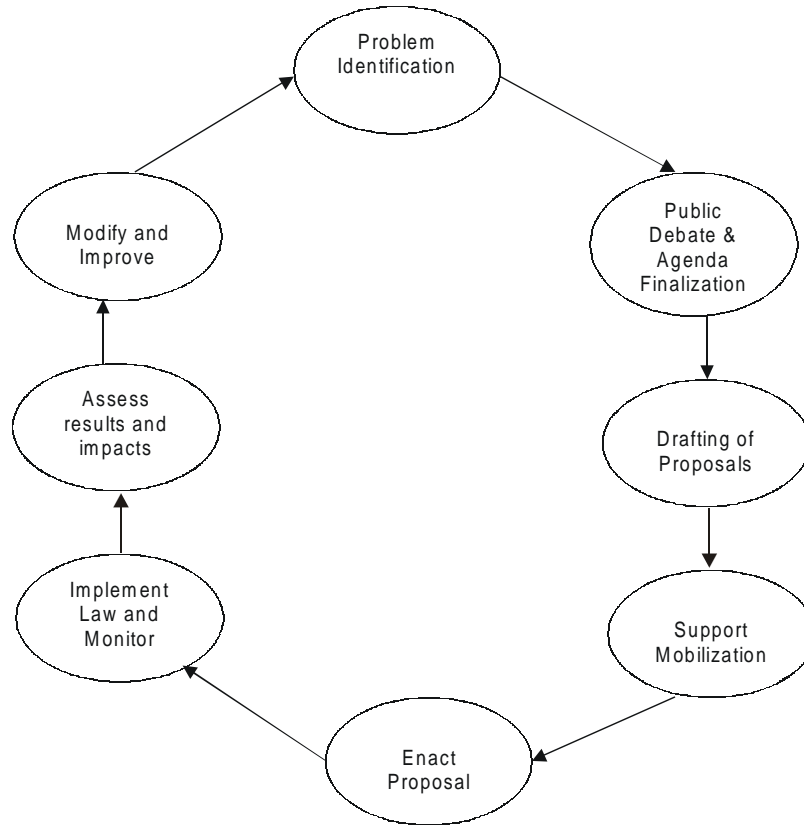 Problem
Identification
Public
Debate &
Agenda
Finalization
Drafting of
Proposals
Support
Mobilization
Enact
Proposal
Implement
Law and
Monitor
Assess
results and
impacts
Modify and
Improve